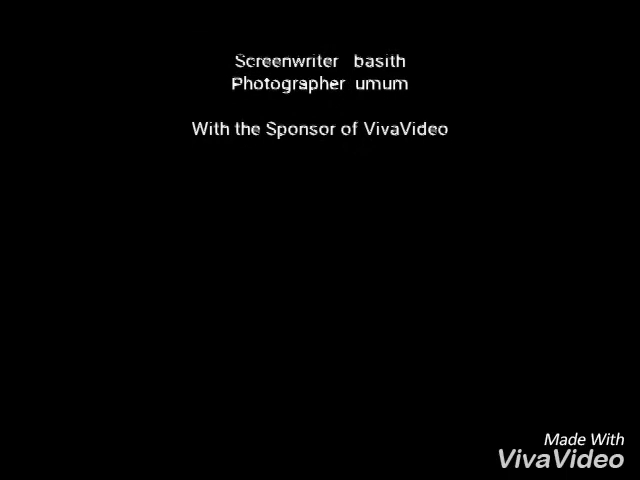 Screenwriter basith
Photographer umum
With the Sponsor of VivaVideo
Made With
VivaVideo